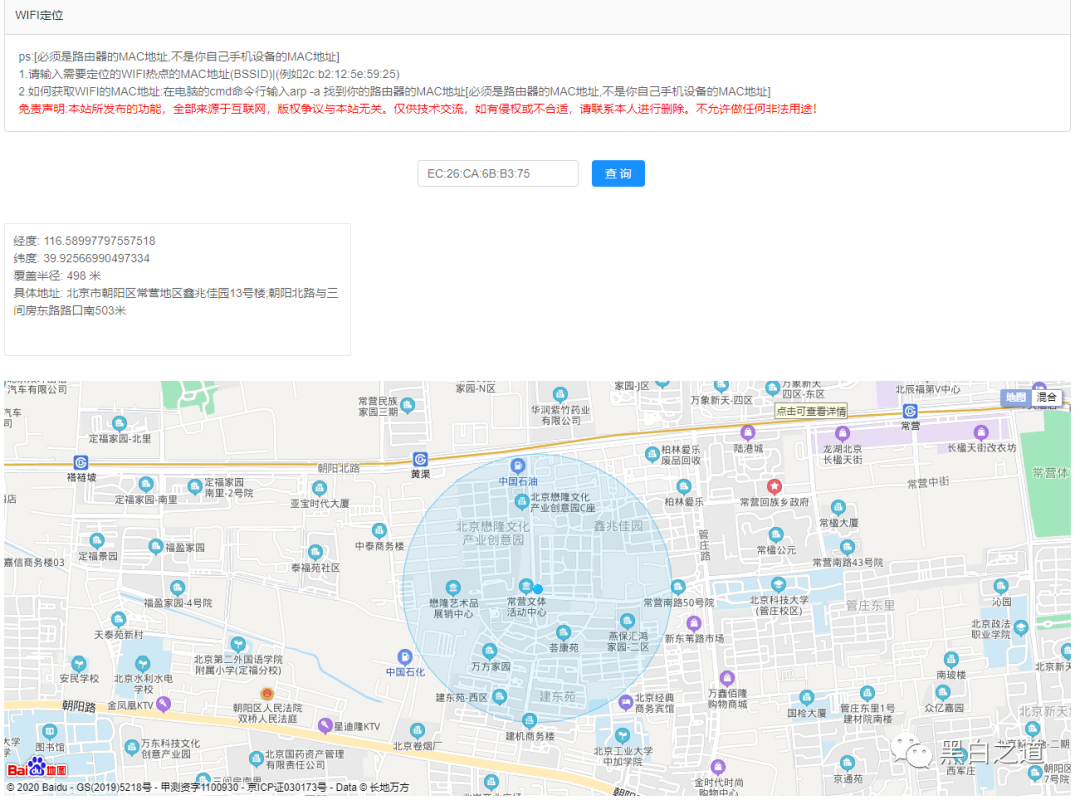 WIFI定位
ps:[必须是路由器的MAC地址,不是你自己手机设备的MAC地址]
1.请输入需要定位的WIFI热点的MAC地址(BSSID)|(例如2c:b2:12:5e:59:25)
2.如何获取WIFI的MAC地址:在电脑的cmd命令行输入arp -a 找到你的路由器的MAC地址[必须是路由器的MAC地址,不是你自己手机设备的MAC地址]
免责声明:本站所发布的功能，全部来源于互联网，版权争议与本站无关。仅供技术交流，如有侵权或不合适，请联系本人进行删除。不允许做任何非法用途！
EC:26:CA:6B:B3:75
查 询
经度: 116.58997797557518
纬度: 39.92566990497334
覆盖半径: 498 米
具体地址: 北京市朝阳区常营地区鑫兆佳园13号楼;朝阳北路与三
间房东路路口南503米
汽车有限公司
家园-N区
家园-J区
万象新天
四区-东区
万象新天-四区
北辰福第V中心
地图
混合
点击可查看详情
常营民族
家园三期
华润紫竹药业
有限公司
定福家园-北里
常营
陆港城
龙湖北京
长楹天街
长楹天街改衣坊
柏林爱乐
废品回收
朝阳北路
褡裢坡
黄渠
中国石油
常营体
定福家园
南里-2号院
定福家园-南里
亚宝时代大厦
北京懋隆文化
产业创意园C座
柏林爱乐
常营回族乡政府
常营中街
常楹大厦
北京懋隆文化
产业创意园
鑫兆佳园
管庄路
中泰商务楼
常楹公元
嘉信商务楼03
定福景园
福盈家园
泰福苑社区
常营南路43号院
福盈家园-4号院
懋隆艺术品
展销中心
常营文体
活动中心
常营南路50号院
北京科技大学
(管庄校区)
管庄东里
沁园
天泰苑新村
荟康苑
燕保汇鸿
家园-二区
新东苇路市场
北京政法
职业学院
北京第二外国语学院
附属小学(定福分校)
中国石化
万方家园
安民学校
北京水利水电
学校
南坡楼
北京新天
朝阳路
金凤凰KTV
朝阳区人民法院
双桥人民法庭
建东苑-西区
建东苑
北京经典
商务宾馆
万鑫佰隆
购物商城
国检大厦
管庄东里1号
建材院南楼
众亿嘉园
北京新天
星迪隆KTV
建机商务楼
图书馆
万东科技文化
创意产业园
北京国药资产管理
有限责任公司
北京卷烟厂
北京工业大学
中加学院
黑白之道
西军庄
京通苑
金时代时尚
购物中心
朝阳区
7号院
三间房南里
Bai du 地图
© 2020 Baidu - GS(2019)5218号 - 甲测资字1100930 - 京ICP证030173号 - Data © 长地万方